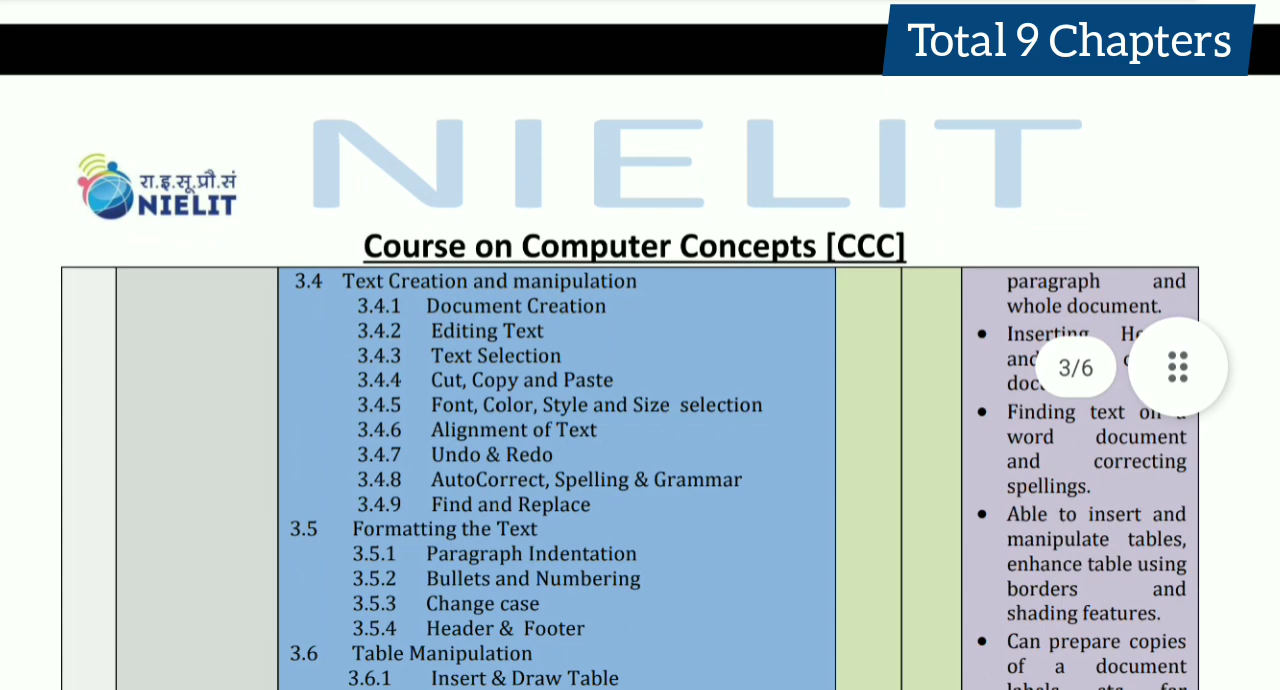 Total 9 Chapters
NIELIT
रा.इ.सू.प्रौ.सं
NIELIT
Course on Computer Concepts [CCC]
3.4 Text Creation and manipulation
3.4.1 Document Creation
3.4.2 Editing Text
3.4.3 Text Selection
3.4.4 Cut, Copy and Paste
3.4.5 Font, Color, Style and Size selection
3.4.6 Alignment of Text
3.4.7 Undo & Redo
3.4.8 AutoCorrect, Spelling & Grammar
3.4.9 Find and Replace
3.5 Formatting the Text
3.5.1 Paragraph Indentation
3.5.2 Bullets and Numbering
3.5.3 Change case
3.5.4 Header & Footer
3.6 Table Manipulation
3.6.1 Insert & Draw Table
paragraph and
whole document.
• Inserting
and
3/6
• Finding text on a
word document
and correcting
spellings.
• Able to insert and
manipulate tables,
enhance table using
borders and
shading features.
• Can prepare copies
of a document